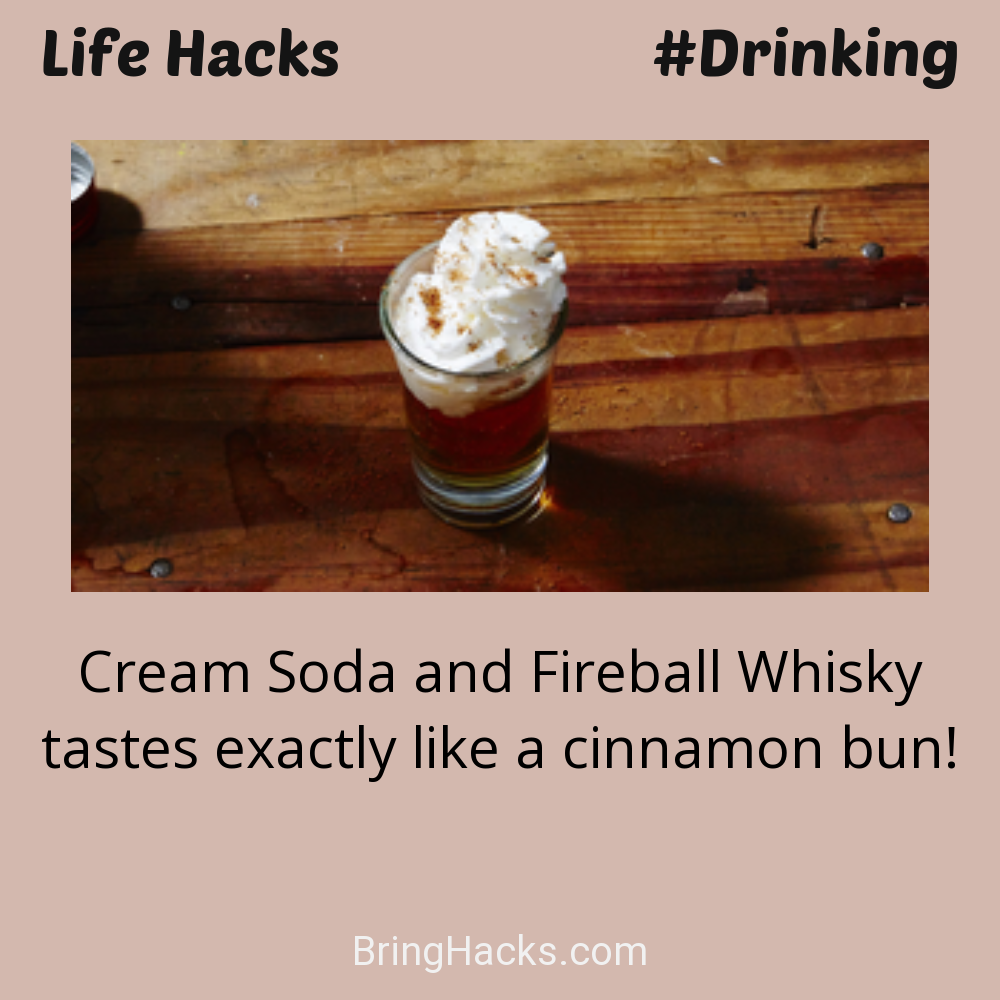 Life Hacks #Drinking
Cream Soda and Fireball Whisky
tastes exactly like a cinnamon bun!
BringHacks.com